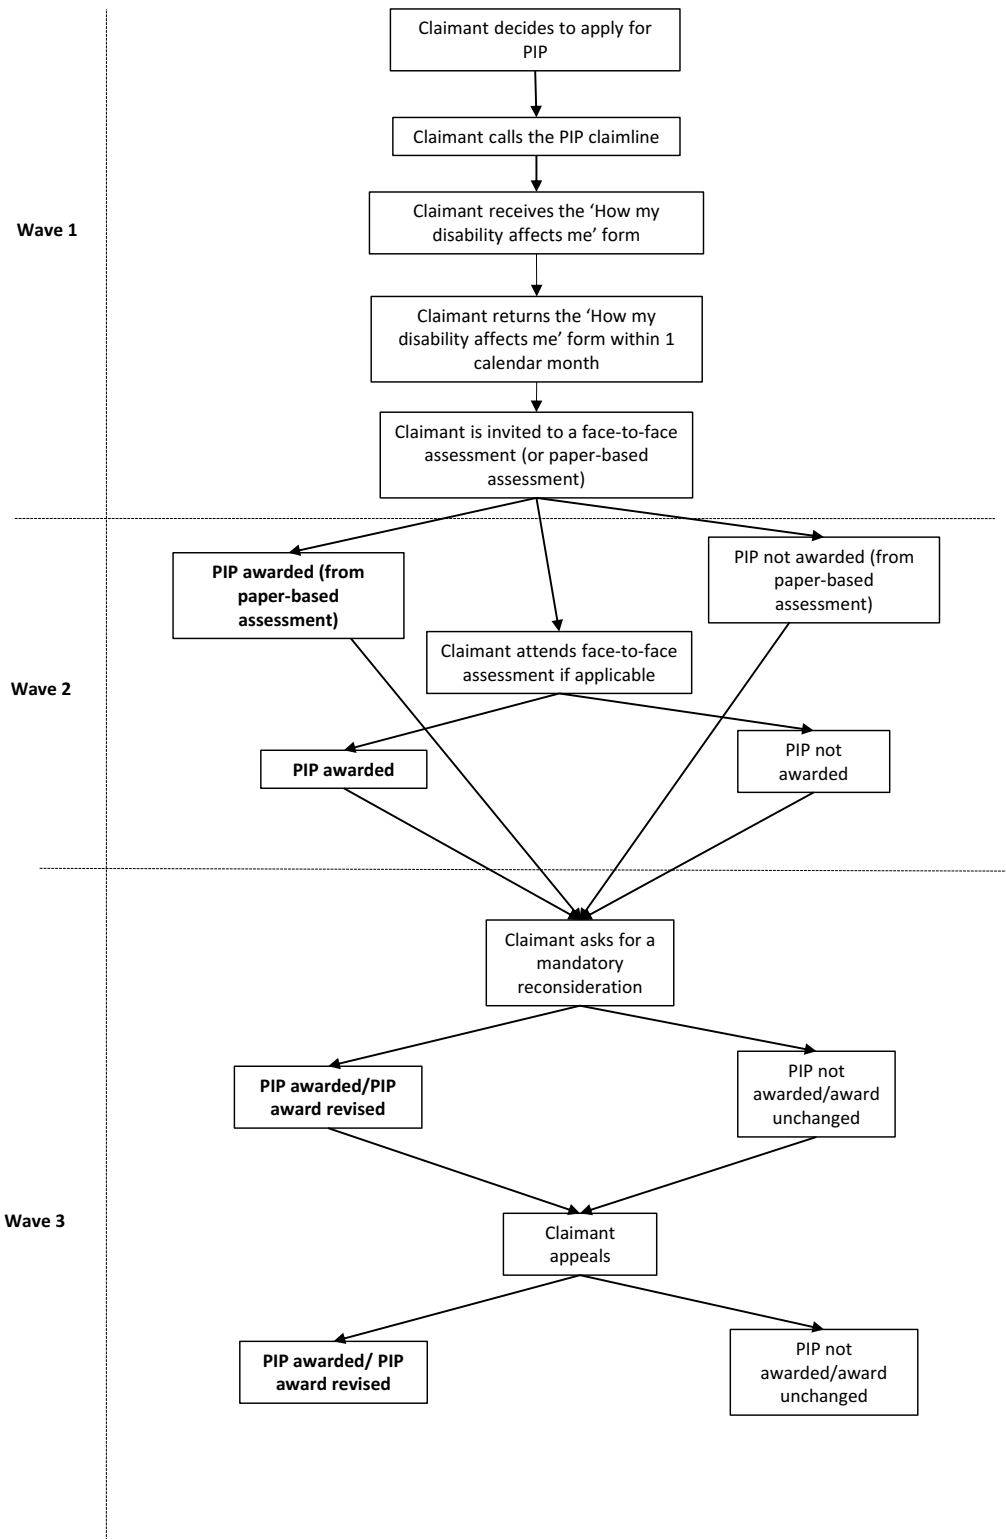 Claimant decides to apply for
PIP
Claimant calls the PIP claimline
Wave 1
Claimant receives the ‘How my
disability affects me’ form
Claimant returns the ‘How my
disability affects me’ form within 1
calendar month
Claimant is invited to a face-to-face
assessment (or paper-based
assessment)
PIP awarded (from
paper-based
assessment)
PIP not awarded (from
paper-based
assessment)
Wave 2
Claimant attends face-to-face
assessment if applicable
PIP awarded
PIP not
awarded
Claimant asks for a
mandatory
reconsideration
PIP awarded/PIP
award revised
PIP not
awarded/award
unchanged
Wave 3
Claimant
appeals
PIP awarded/ PIP
award revised
PIP not
awarded/award
unchanged